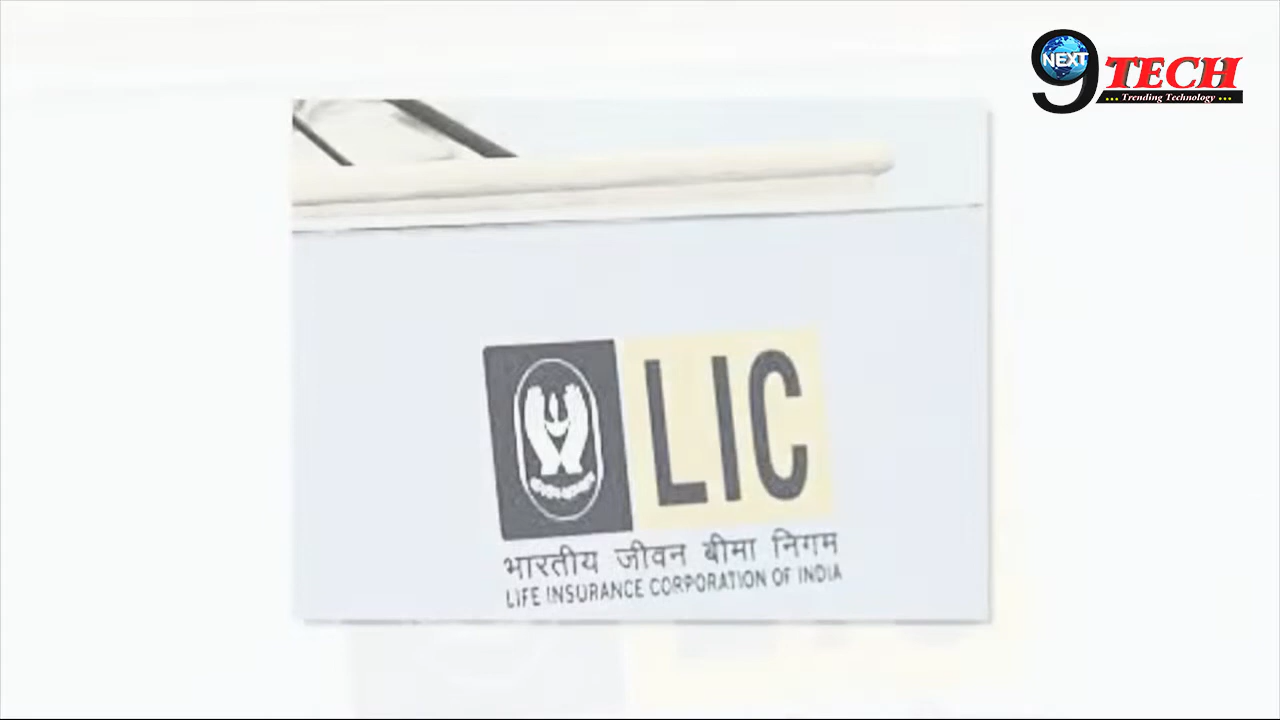 NEXT
9 TECH
... Trending Technology ...
LIC
भारतीय जीवन बीमा निगम
LIFE INSURANCE CORPORATION OF INDIA